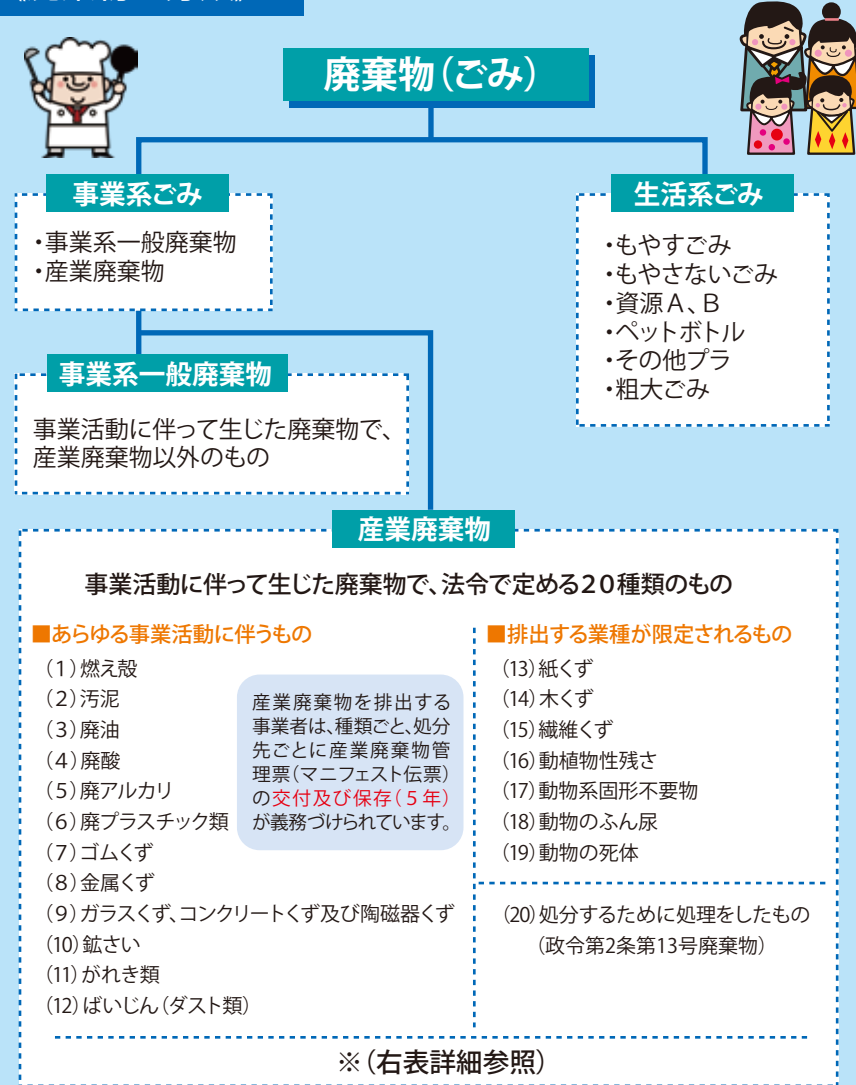 廃棄物（ごみ）
事業系ごみ
・事業系一般廃棄物
・産業廃棄物
生活系ごみ
・もやすごみ
・もやさないごみ
・資源Ａ、Ｂ
・ペットボトル
・その他プラ
・粗大ごみ
事業系一般廃棄物
事業活動に伴って生じた廃棄物で、
産業廃棄物以外のもの
産業廃棄物
事業活動に伴って生じた廃棄物で、法令で定める２０種類のもの
■あらゆる事業活動に伴うもの
（１）燃え殻
（２）汚泥
（３）廃油
（４）廃酸
（５）廃アルカリ
（６）廃プラスチック類
（７）ゴムくず
（８）金属くず
（９）ガラスくず、コンクリートくず及び陶磁器くず
（10）鉱さい
（11）がれき類
（12）ばいじん（ダスト類）
産業廃棄物を排出する
事業者は、種類ごと、処分
先ごとに産業廃棄物管
理票（マニフェスト伝票）
の交付及び保存（５年）
が義務づけられています。
■排出する業種が限定されるもの
（13）紙くず
（14）木くず
（15）繊維くず
（16）動植物性残さ
（17）動物系固形不要物
（18）動物のふん尿
（19）動物の死体
（20）処分するために処理をしたもの
（政令第2条第13号廃棄物）
※（右表詳細参照）